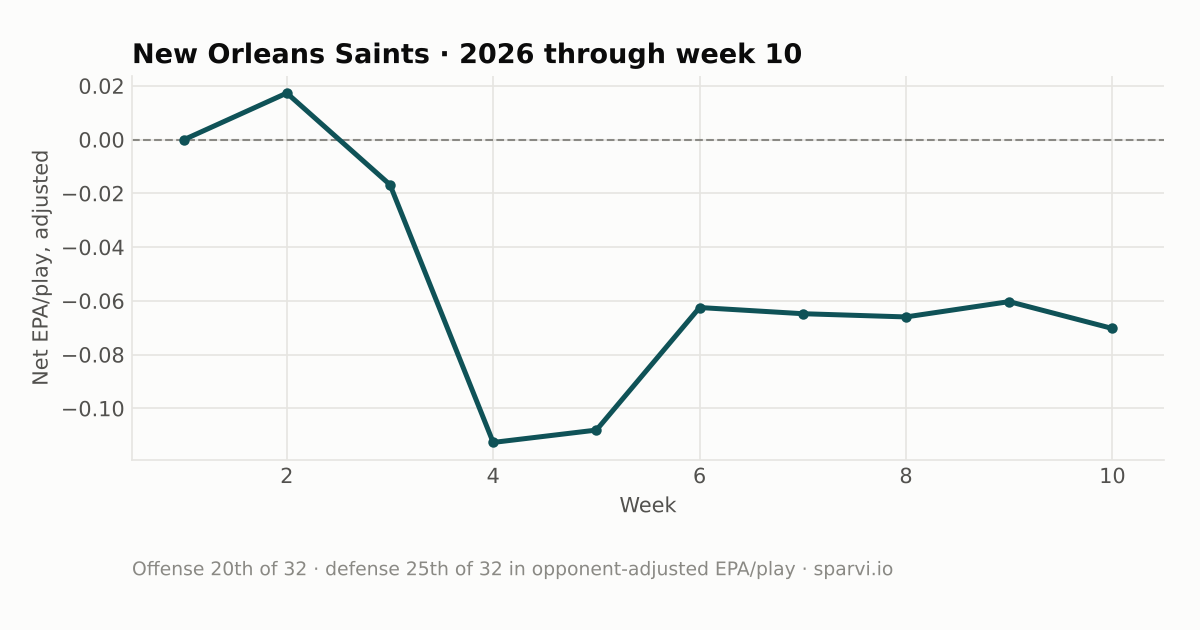 New Orleans Saints · 2026 through week 10
Net EPA/play, adjusted
0.02
0.00
−0.02
−0.04
−0.06
−0.08
−0.10
2 4 6 8 10
Week
Offense 20th of 32 · defense 25th of 32 in opponent-adjusted EPA/play · sparvi.io